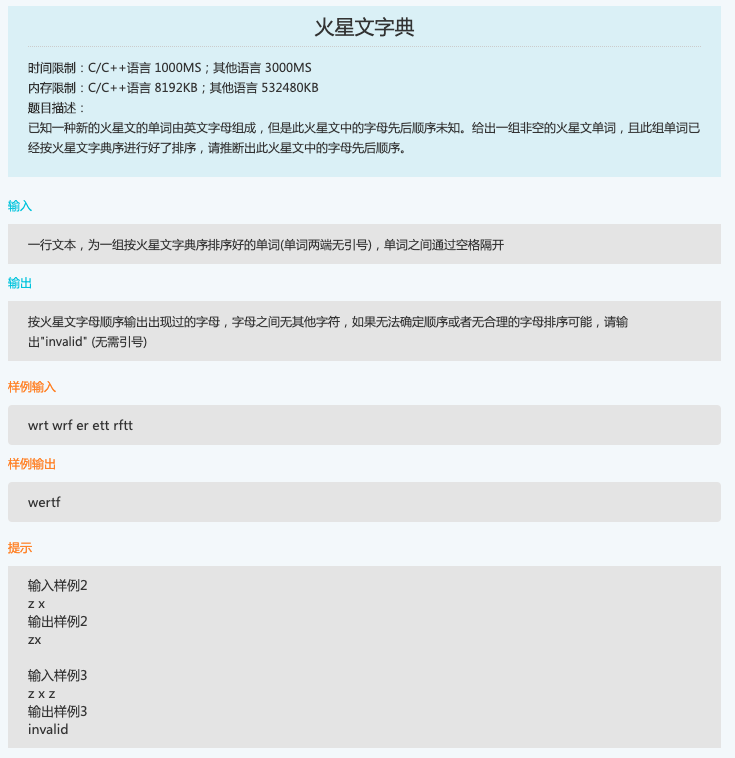 火星文字典
时间限制：C/C++语言 1000MS；其他语言 3000MS
内存限制：C/C++语言 8192KB；其他语言 532480KB
题目描述：
已知一种新的火星文的单词由英文字母组成，但是此火星文中的字母先后顺序未知。给出一组非空的火星文单词，且此组单词已
经按火星文字典序进行好了排序，请推断出此火星文中的字母先后顺序。
输入
一行文本，为一组按火星文字典序排序好的单词(单词两端无引号)，单词之间通过空格隔开
输出
按火星文字母顺序输出出现过的字母，字母之间无其他字符，如果无法确定顺序或者无合理的字母排序可能，请输
出"invalid" (无需引号)
样例输入
wrt wrf er ett rftt
样例输出
wertf
提示
输入样例2
z x
输出样例2
zx
输入样例3
z x z
输出样例3
invalid